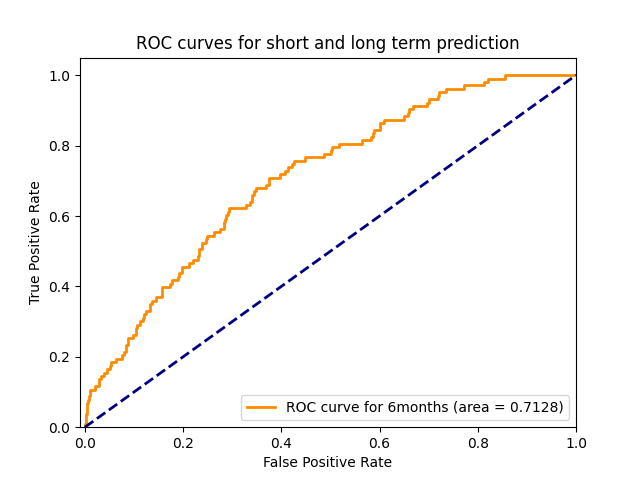 ROC curves for short and long term prediction
True Positive Rate
1.0
0.8
0.6
0.4
0.2
0.0
ROC curve for 6months (area = 0.7128)
0.0 0.2 0.4 0.6 0.8 1.0
False Positive Rate